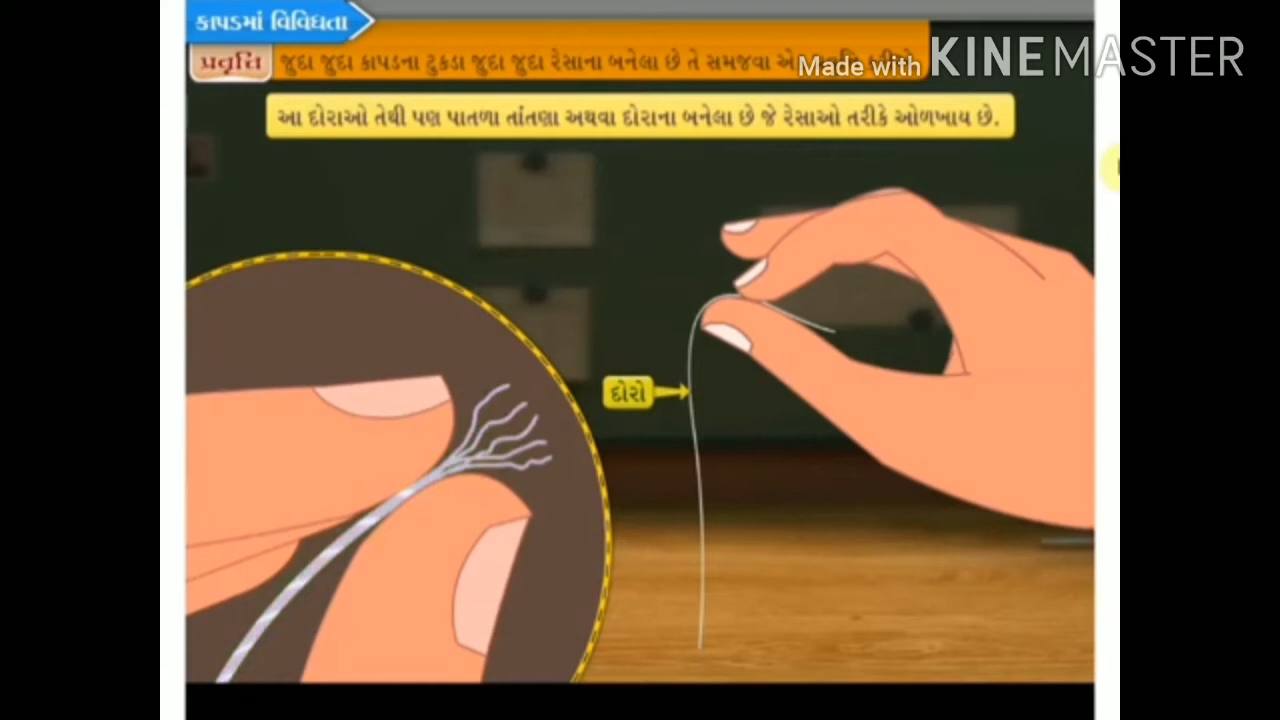 કાપડમાં વિવિધતા
પ્રવૃત્તિ જુદા જુદા કાપડના ટુકડા જુદા જુદા રેસાના બનેલા છે તે સમજવા
Made with KINEMASTER
આ દોરાઓ તેથી પણ પાતળા તાંતણા અથવા દોરાના બનેલા છે જે રેસાઓ તરીકે ઓળખાય છે.
દોરો